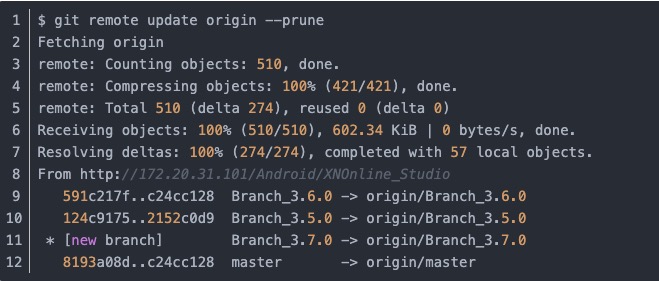 1 $ git remote update origin --prune
2 Fetching origin
3 remote: Counting objects: 510, done.
4 remote: Compressing objects: 100% (421/421), done.
5 remote: Total 510 (delta 274), reused 0 (delta 0)
6 Receiving objects: 100% (510/510), 602.34 KiB | 0 bytes/s, done.
7 Resolving deltas: 100% (274/274), completed with 57 local objects.
8 From http://172.20.31.101/Android/XNOnline_Studio
9    591c217f..c24cc128  Branch_3.6.0 -> origin/Branch_3.6.0
10    124c9175..2152c0d9  Branch_3.5.0 -> origin/Branch_3.5.0
11  * [new branch]        Branch_3.7.0 -> origin/Branch_3.7.0
12    8193a08d..c24cc128  master       -> origin/master